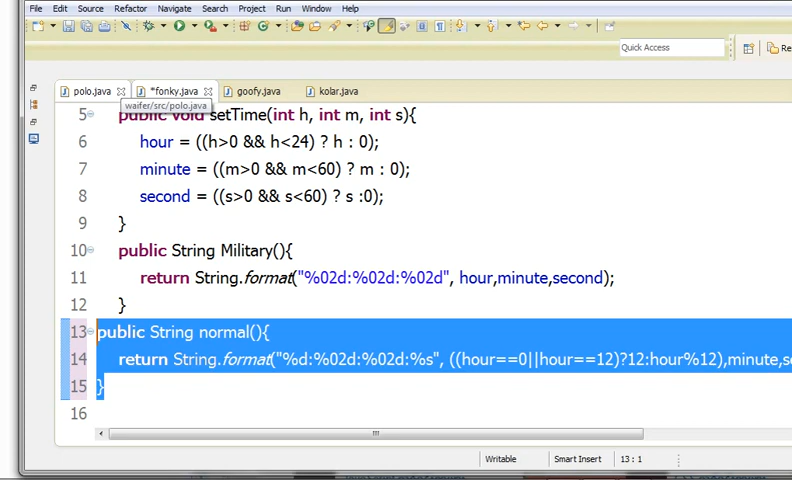 File Edit Source Refactor Navigate Search Project Run Window Help
Quick Access
Re
polo.java *fonky.java goofy.java kolar.java
waifer/src/polo.java
5 public void setTime(int h, int m, int s){
6 hour = ((h>0 && h<24) ? h : 0);
7 minute = ((m>0 && m<60) ? m : 0);
8 second = ((s>0 && s<60) ? s :0);
9 }
10 public String Military(){
11 return String.format("%02d:%02d:%02d", hour,minute,second);
12 }
13 public String normal(){
14 return String.format("%d:%02d:%02d:%s", ((hour==0||hour==12)?12:hour%12),minute,se
15 }
16
Writable Smart Insert 13 : 1